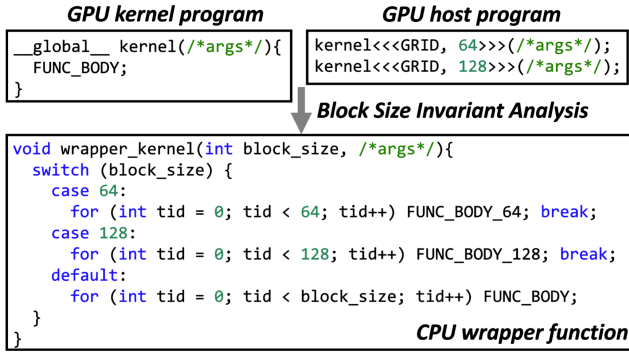 GPU kernel program
__global__ kernel(/*args*/){
  FUNC_BODY;
}
GPU host program
kernel<<<GRID, 64>>>(/*args*/);
kernel<<<GRID, 128>>>(/*args*/);
Block Size Invariant Analysis
void wrapper_kernel(int block_size, /*args*/){
  switch (block_size) {
    case 64:
      for (int tid = 0; tid < 64; tid++) FUNC_BODY_64; break;
    case 128:
      for (int tid = 0; tid < 128; tid++) FUNC_BODY_128; break;
    default:
      for (int tid = 0; tid < block_size; tid++) FUNC_BODY;
  }
}
CPU wrapper function